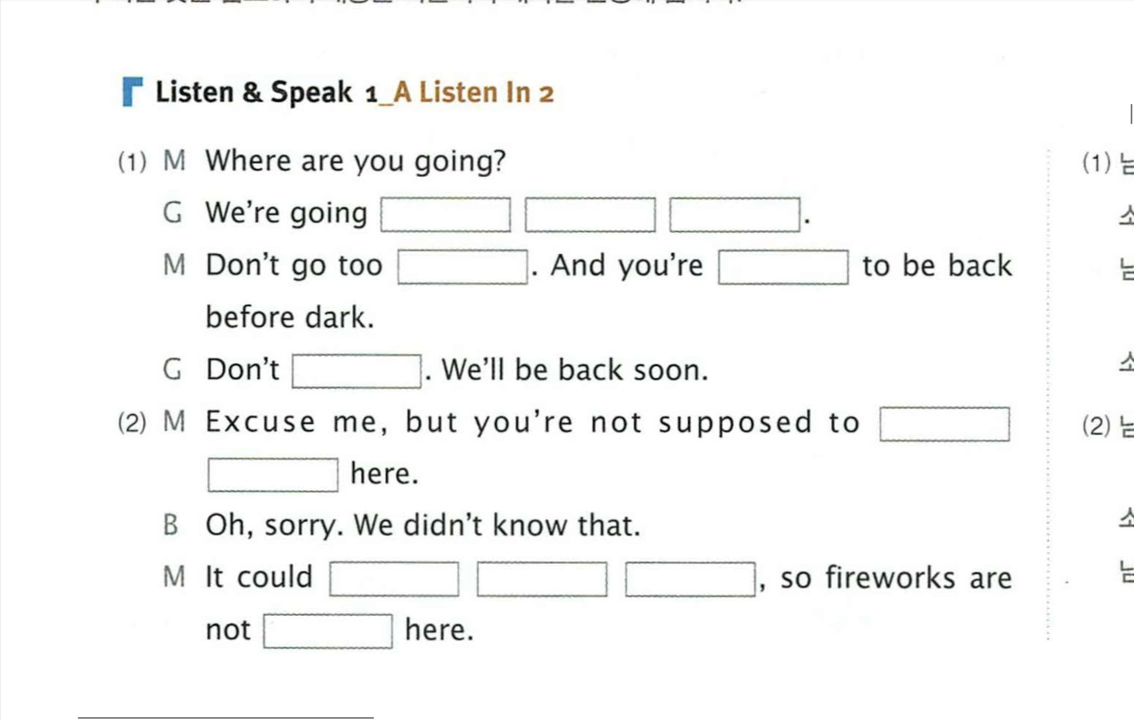 Listen & Speak 1_A Listen In 2
(1) M Where are you going?
G We're going .
M Don't go too . And you're to be back
before dark.
G Don't . We'll be back soon.
(2) M Excuse me, but you're not supposed to
here.
B Oh, sorry. We didn't know that.
M It could , so fireworks are
not here.
(1)
(2)